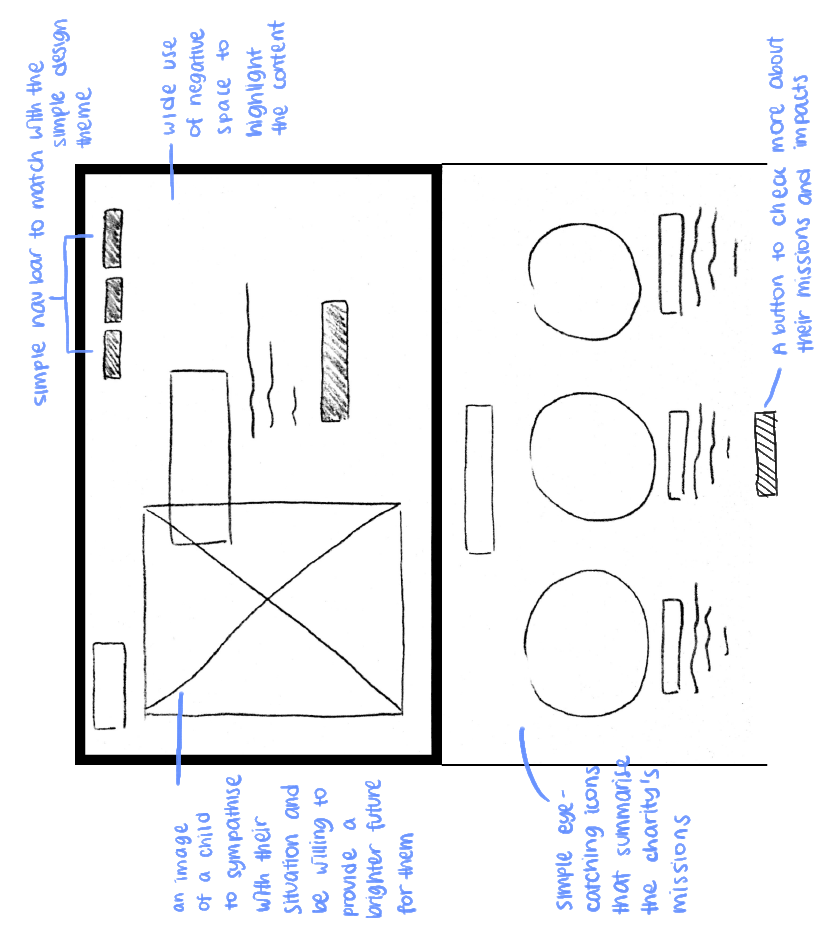 an image
of a child
to sympathise
with their
situation and
be willing to
provide a
brighter future
for them
wide use
of negative
space to
highlight
the content
simple navbar to match with the
simple design
theme
simple eye-
catching icons
that summarise
the charity's
missions
A button to check more about
their missions and impacts